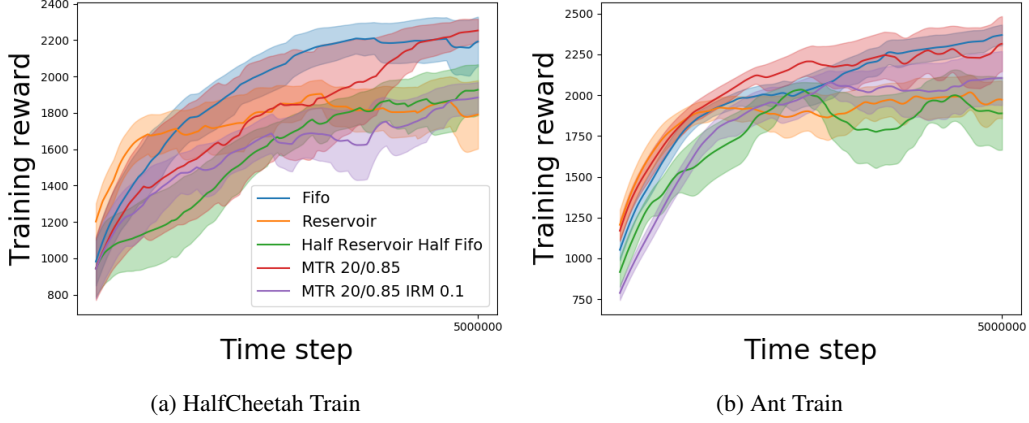 2400
2200
2000
1800
1600
1400
1200
1000
800
Training reward
5000000
Time step
Fifo
Reservoir
Half Reservoir Half Fifo
MTR 20/0.85
MTR 20/0.85 IRM 0.1
(a) HalfCheetah Train
2500
2250
2000
1750
1500
1250
1000
750
Training reward
5000000
Time step
(b) Ant Train